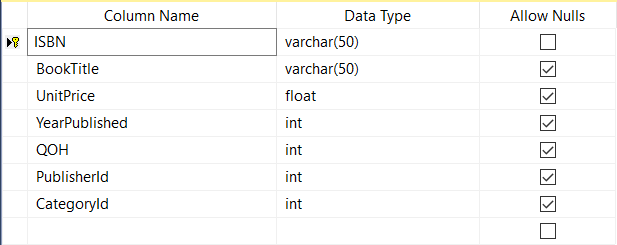 Column Name Data Type Allow Nulls
ISBN varchar(50)
BookTitle varchar(50)
UnitPrice float
YearPublished int
QOH int
PublisherId int
CategoryId int